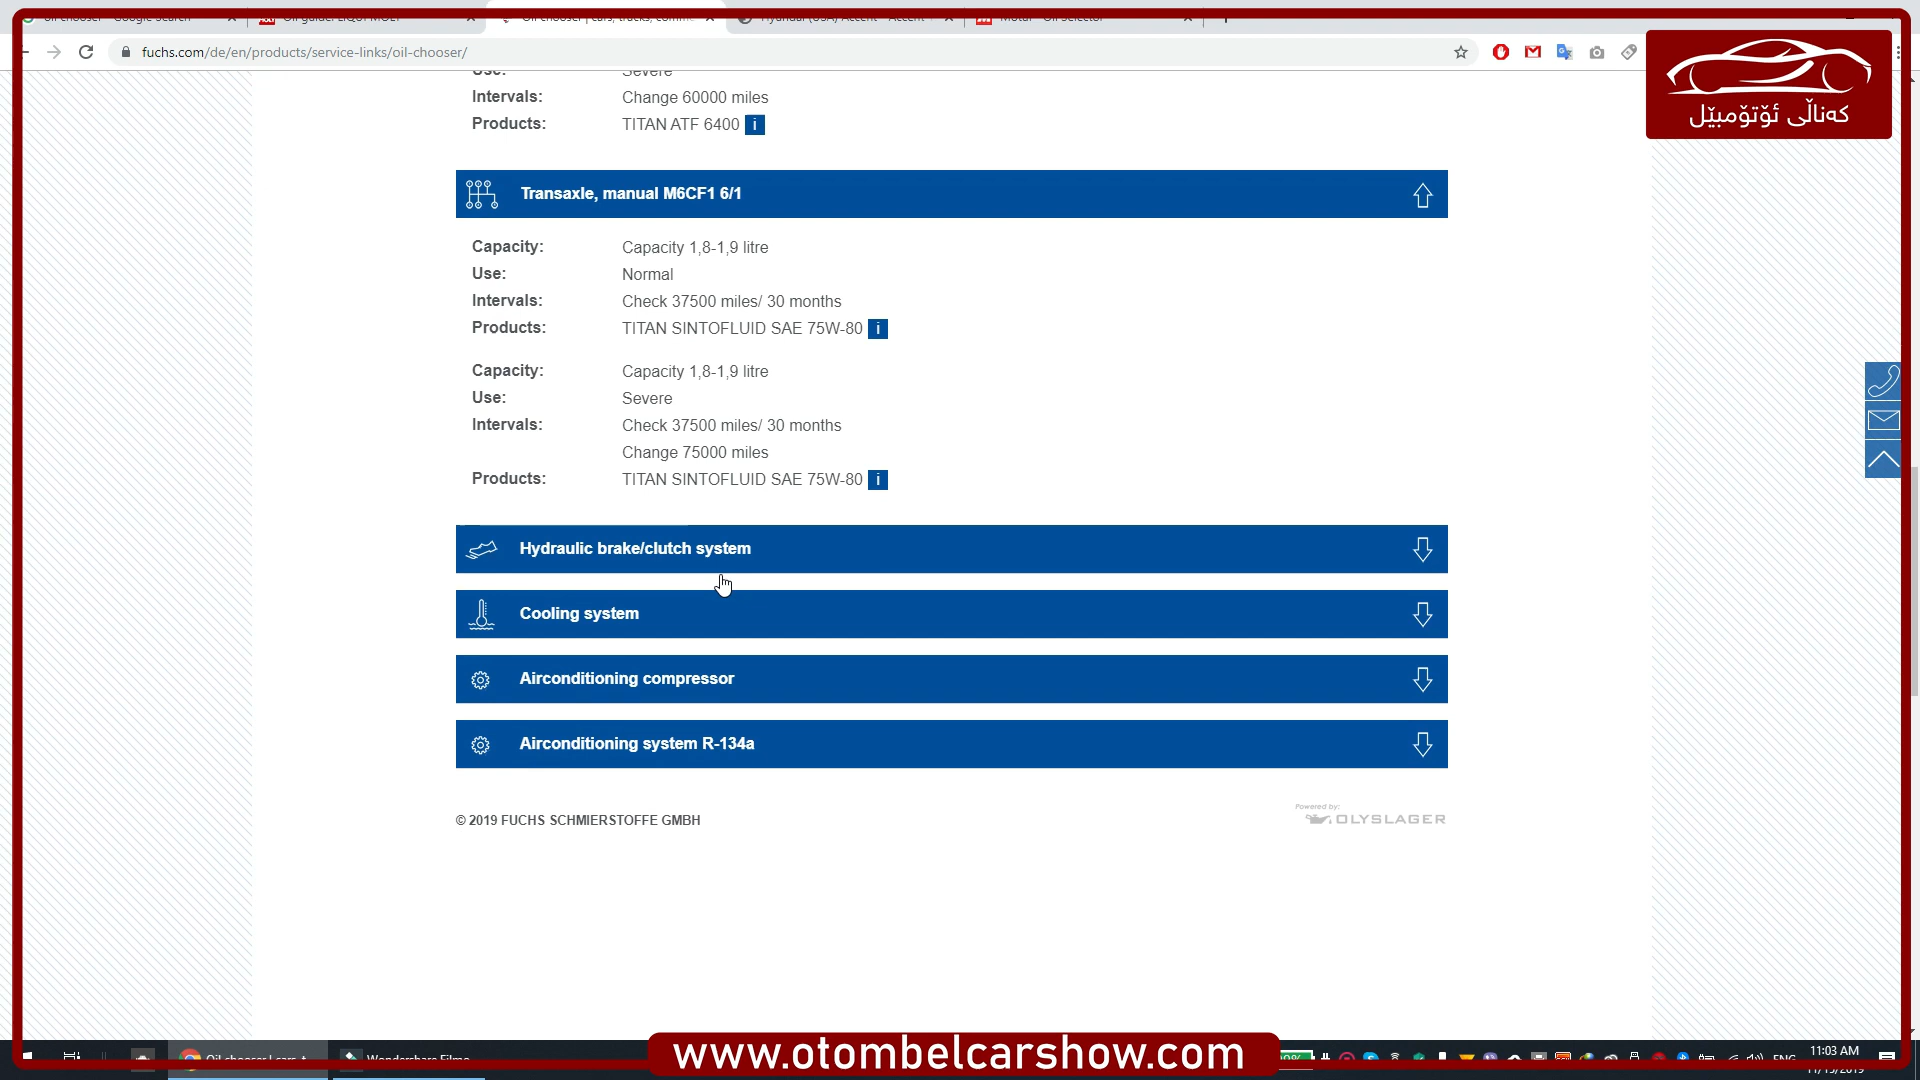 fuchs.com/de/en/products/service-links/oil-chooser/
کەناڵی ئۆتۆمبێل
Use: Severe
Intervals: Change 60000 miles
Products: TITAN ATF 6400 i
Transaxle, manual M6CF1 6/1
Capacity: Capacity 1,8-1,9 litre
Use: Normal
Intervals: Check 37500 miles/ 30 months
Products: TITAN SINTOFLUID SAE 75W-80 i
Capacity: Capacity 1,8-1,9 litre
Use: Severe
Intervals: Check 37500 miles/ 30 months
Change 75000 miles
Products: TITAN SINTOFLUID SAE 75W-80 i
Hydraulic brake/clutch system
Cooling system
Airconditioning compressor
Airconditioning system R-134a
© 2019 FUCHS SCHMIERSTOFFE GMBH
Powered by:
OLYSLAGER
www.otombelcarshow.com
11:03 AM